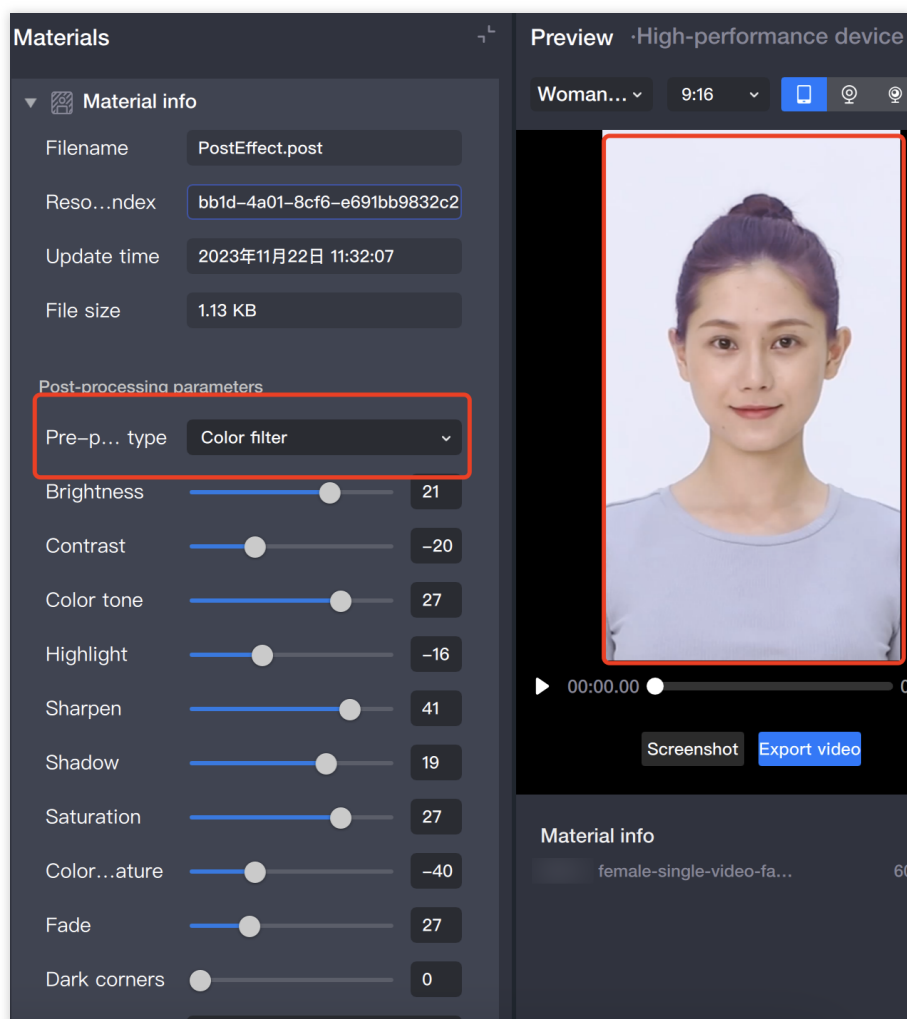 Materials
Material info
Filename
PostEffect.post
Reso...ndex
bb1d-4a01-8cf6-e691bb9832c2
Update time
2023年11月22日 11:32:07
File size
1.13 KB
Post-processing parameters
Pre-p... type
Color filter
Brightness
21
Contrast
-20
Color tone
27
Highlight
-16
Sharpen
41
Shadow
19
Saturation
27
Color...ature
-40
Fade
27
Dark corners
0
Preview ·High-performance device
Woman...
9:16
00:00.00
Screenshot
Export video
Material info
female-single-video-fa...